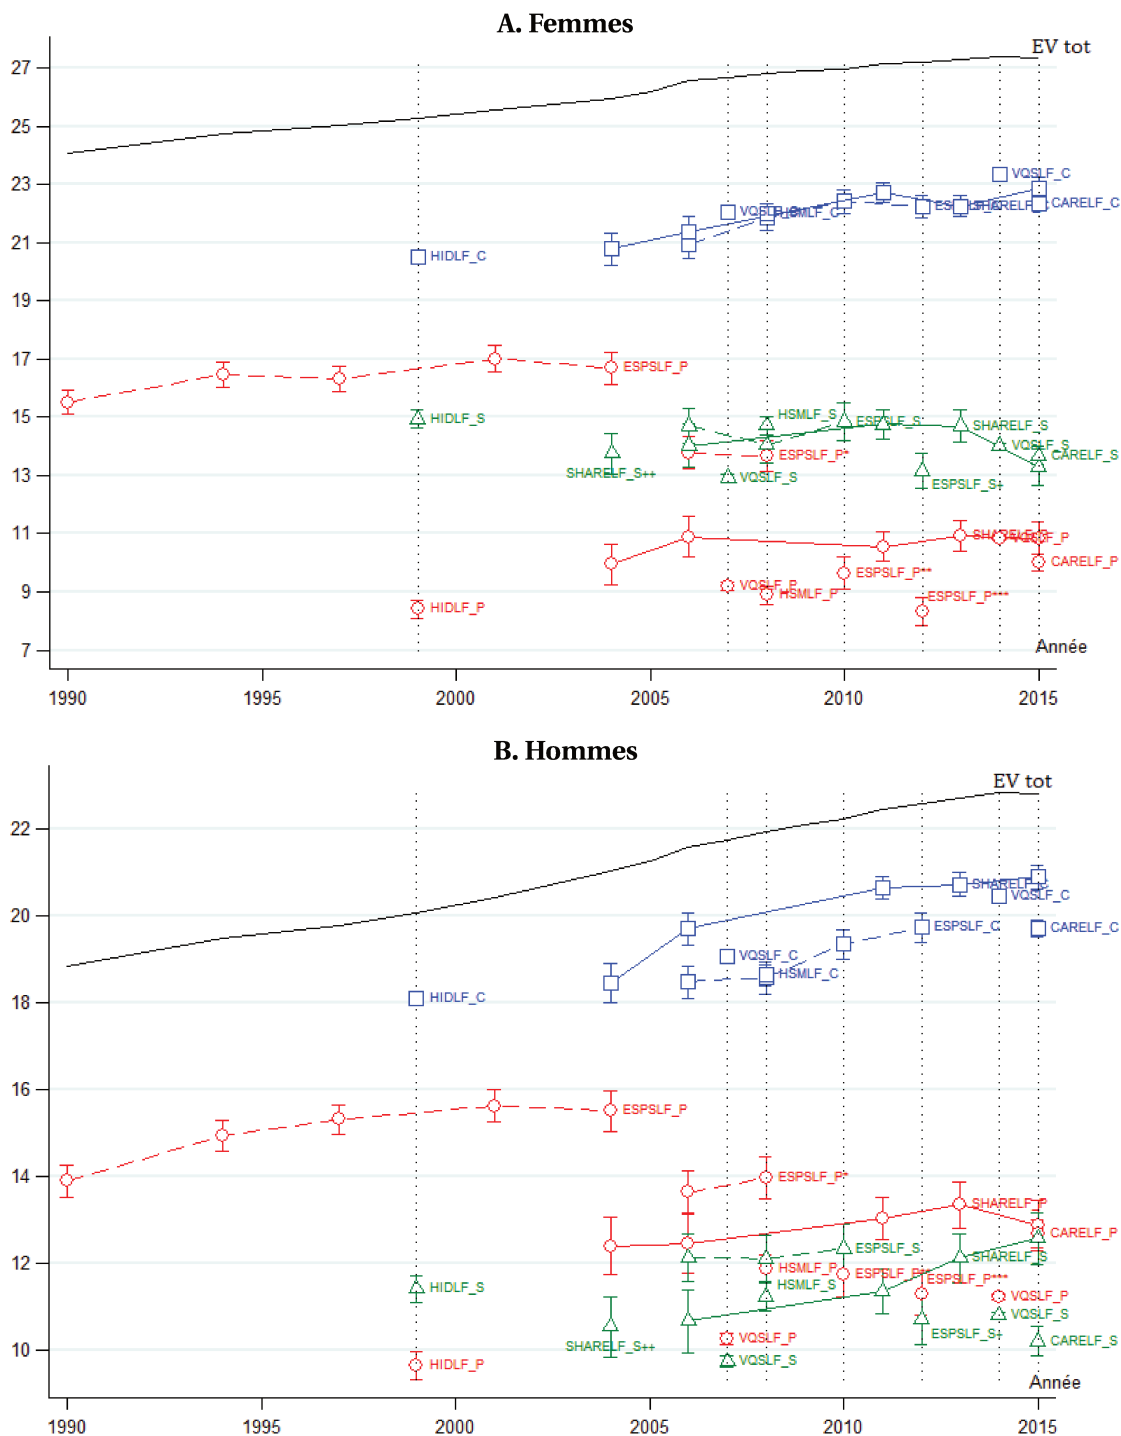 A. Femmes
EV tot
27
25
23
21
19
17
15
13
11
9
7
VQSLF_C
VQSLF_C
HSMLF_C
CARELF_C
HIDLF_C
ESPSLF_P
HIDLF_S
HSMLF_S
ESPSLF_S
SHARELF_S
VQSLF_S
CARELF_S
ESPSLF_P*
SHARELF_S++
VQSLF_S
ESPSLF_S+
VQSLF_P
CARELF_P
ESPSLF_P**
VQSLF_P
HSMLF_P
ESPSLF_P***
HIDLF_P
Année
1990 1995 2000 2005 2010 2015
B. Hommes
EV tot
22
20
18
16
14
12
10
SHARELF_C
VQSLF_C
ESPSLF_C
CARELF_C
VQSLF_C
HSMLF_C
HIDLF_C
ESPSLF_P
ESPSLF_P*
SHARELF_P
CARELF_P
ESPSLF_S
SHARELF_S
HSMLF_P
ESPSLF_P**
ESPSLF_P***
HIDLF_S
HSMLF_S
VQSLF_P
VQSLF_S
ESPSLF_S+
CARELF_S
SHARELF_S++
VQSLF_P
VQSLF_S
HIDLF_P
Année
1990 1995 2000 2005 2010 2015